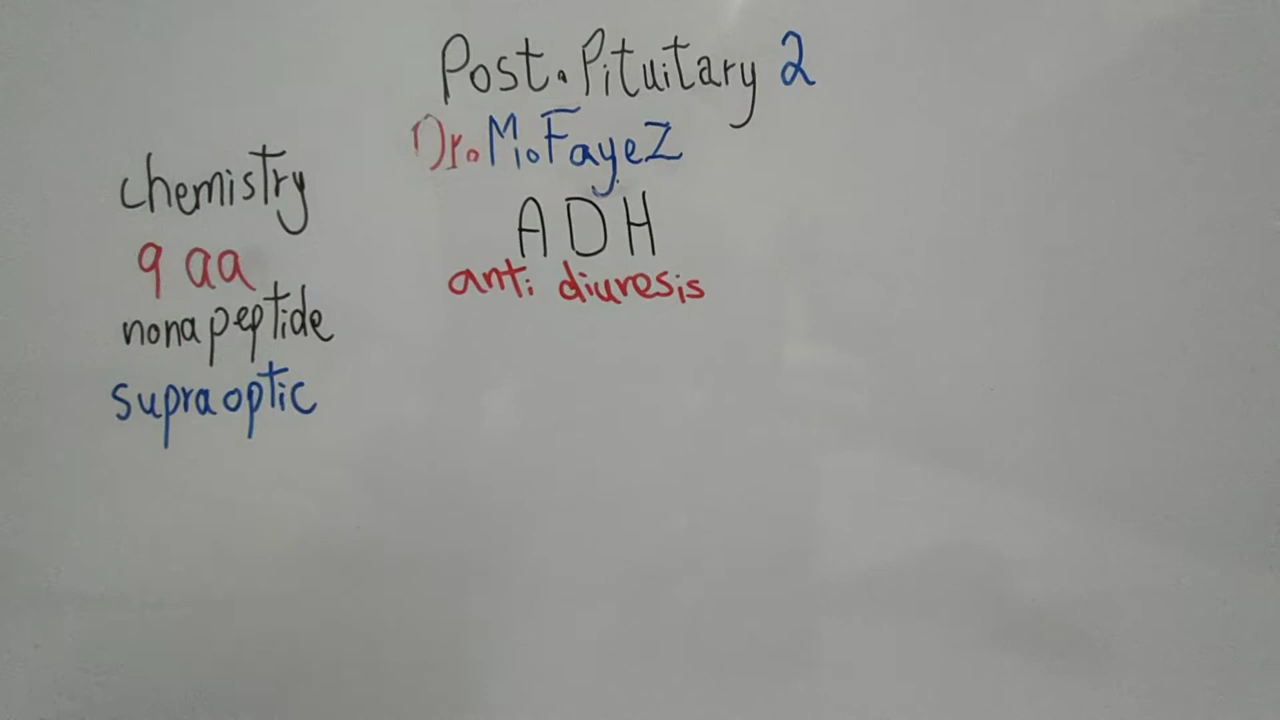 Post. Pituitary 2
Dr. M. Fayez
ADH
anti diuresis
chemistry
9 aa
nonapeptide
supraoptic